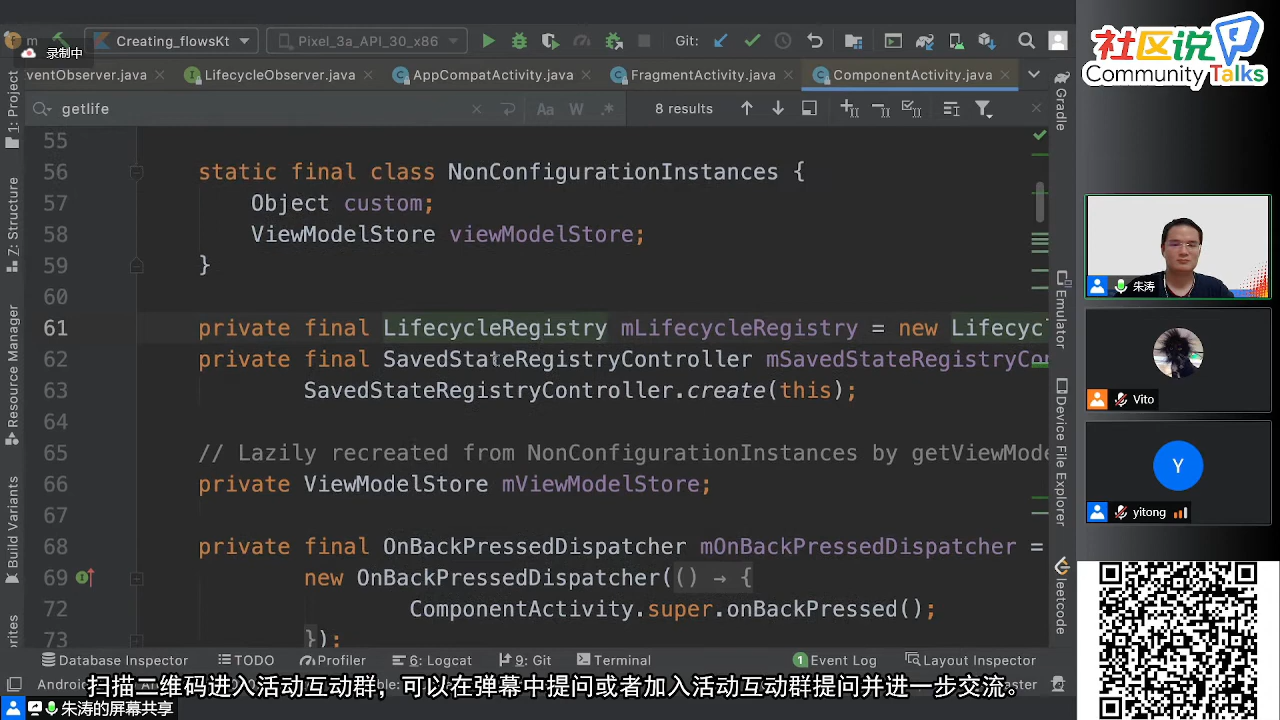 Creating_flowsKt
Pixel_3a_API_30
Git:
录制中
ventObserver.java
LifecycleObserver.java
AppCompatActivity.java
FragmentActivity.java
ComponentActivity.java
getlife
Aa
W
.*
8 results
1: Project
Z: Structure
Resource Manager
Build Variants
Gradle
Emulator
Device File Explorer
leetcode
55
56 static final class NonConfigurationInstances {
57 Object custom;
58 ViewModelStore viewModelStore;
59 }
60
61 private final LifecycleRegistry mLifecycleRegistry = new Lifecyc
62 private final SavedStateRegistryController mSavedStateRegistryCo
63 SavedStateRegistryController.create(this);
64
65 // Lazily recreated from NonConfigurationInstances by getViewMode
66 private ViewModelStore mViewModelStore;
67
68 private final OnBackPressedDispatcher mOnBackPressedDispatcher =
69 new OnBackPressedDispatcher(() → {
72 ComponentActivity.super.onBackPressed();
73 });
Database Inspector
TODO
Profiler
6: Logcat
9: Git
Terminal
1 Event Log
Layout Inspector
扫描二维码进入活动互动群，可以在弹幕中提问或者加入活动互动群提问并进一步交流。
朱涛的屏幕共享
社区说
Community Talks
朱涛
Vito
Y
yitong